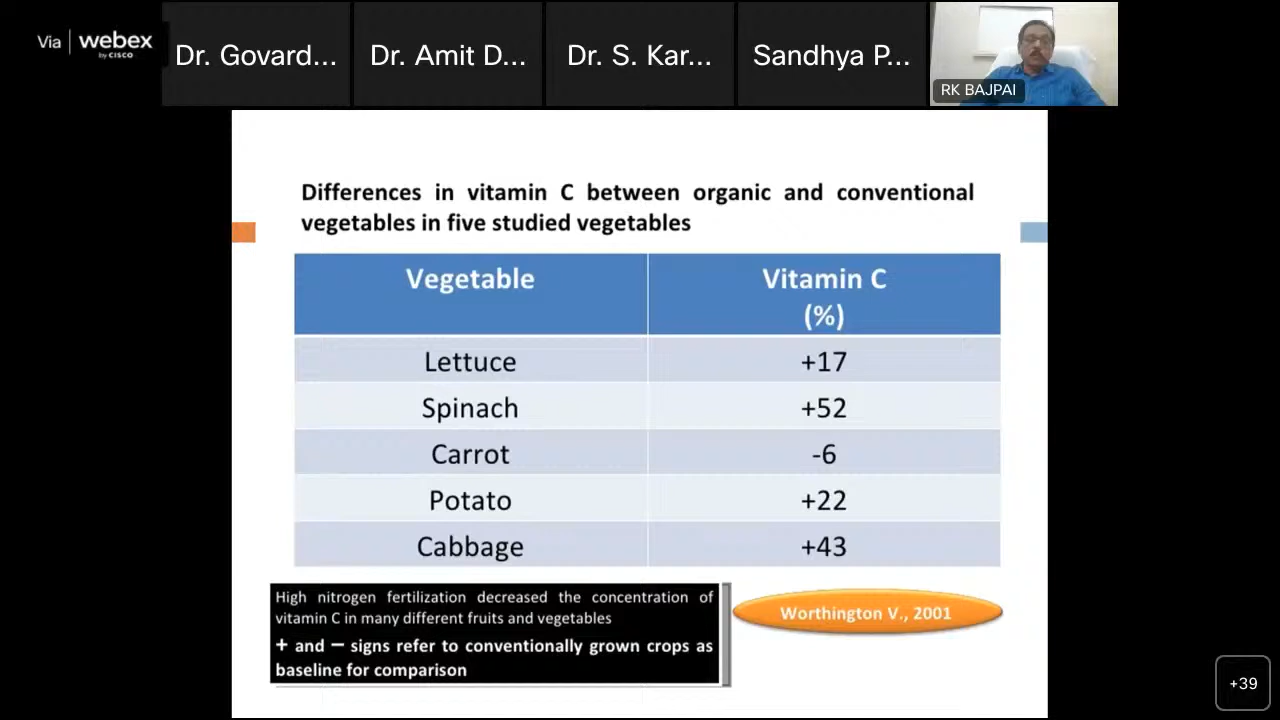 Via | webex
by CISCO
Dr. Govard...
Dr. Amit D...
Dr. S. Kar...
Sandhya P...
RK BAJPAI
Differences in vitamin C between organic and conventional
vegetables in five studied vegetables
Vegetable Vitamin C
(%)
Lettuce +17
Spinach +52
Carrot -6
Potato +22
Cabbage +43
High nitrogen fertilization decreased the concentration of
vitamin C in many different fruits and vegetables
+ and – signs refer to conventionally grown crops as
baseline for comparison
Worthington V., 2001
+39